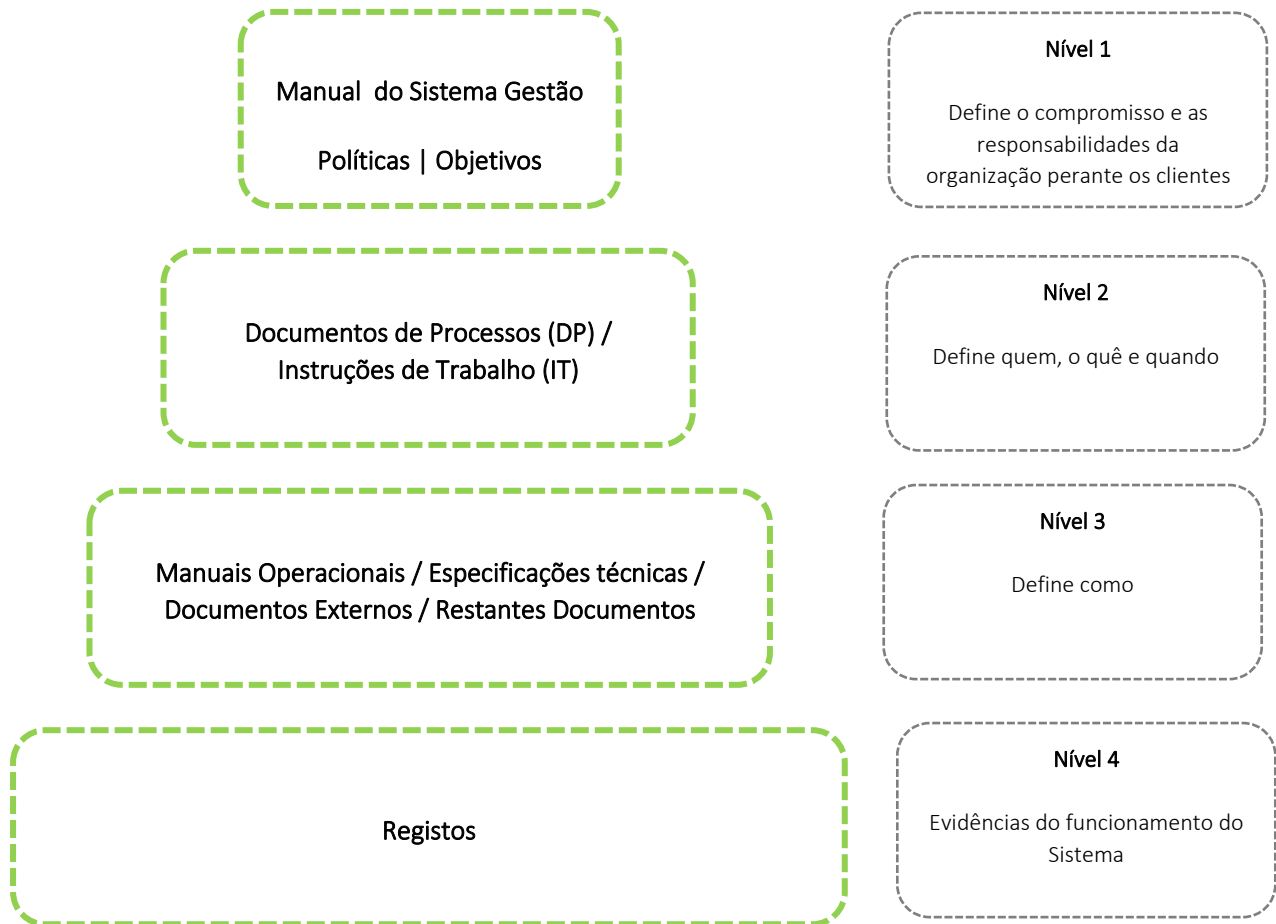 Manual do Sistema Gestão
Políticas | Objetivos
Nível 1
Define o compromisso e as
responsabilidades da
organização perante os clientes
Documentos de Processos (DP) /
Instruções de Trabalho (IT)
Nível 2
Define quem, o quê e quando
Manuais Operacionais / Especificações técnicas /
Documentos Externos / Restantes Documentos
Nível 3
Define como
Registos
Nível 4
Evidências do funcionamento do
Sistema